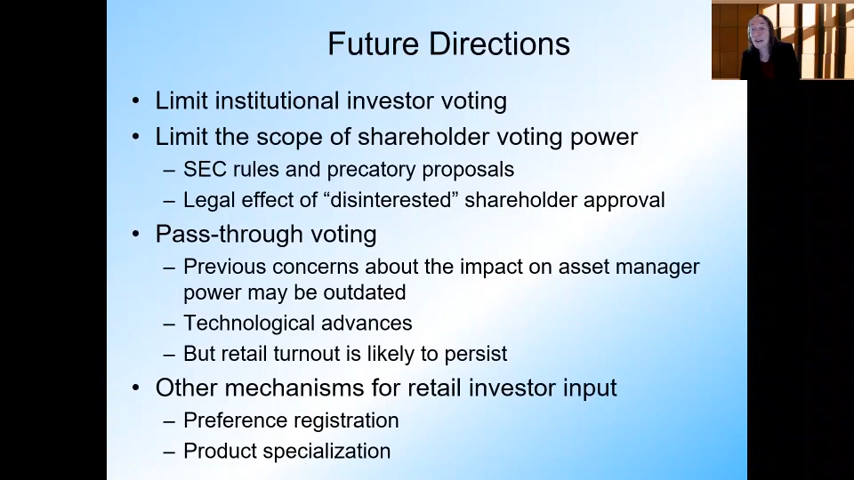 Future Directions
• Limit institutional investor voting
• Limit the scope of shareholder voting power
– SEC rules and precatory proposals
– Legal effect of “disinterested” shareholder approval
• Pass-through voting
– Previous concerns about the impact on asset manager
power may be outdated
– Technological advances
– But retail turnout is likely to persist
• Other mechanisms for retail investor input
– Preference registration
– Product specialization